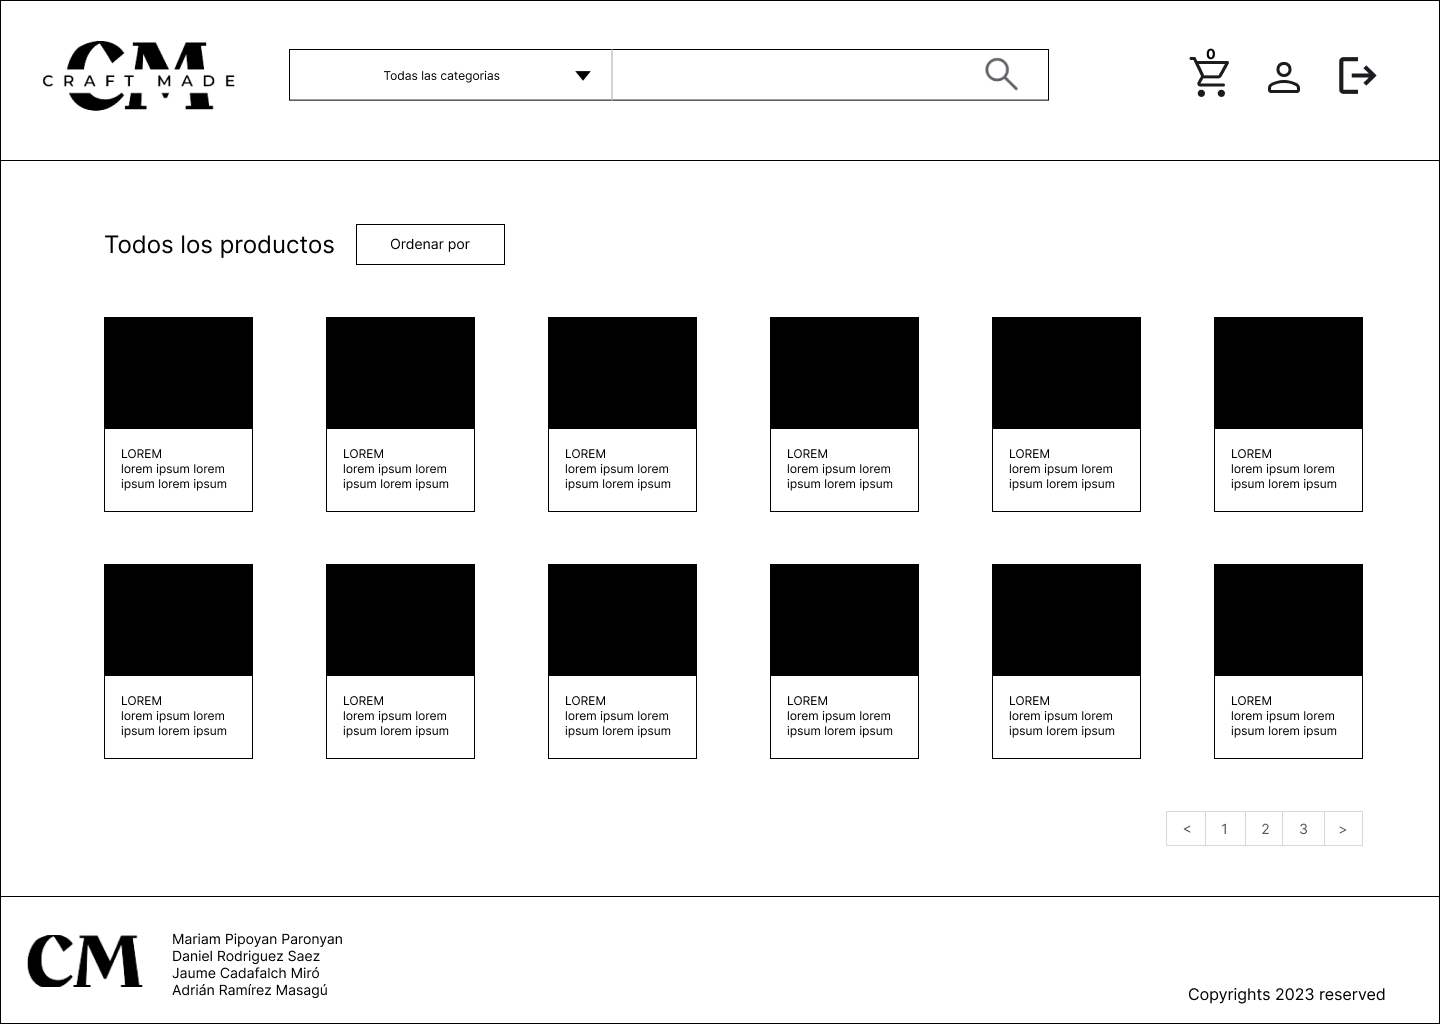 CM
CRAFT MADE
Todas las categorias
0
Todos los productos
Ordenar por
LOREM
lorem ipsum lorem
ipsum lorem ipsum
LOREM
lorem ipsum lorem
ipsum lorem ipsum
LOREM
lorem ipsum lorem
ipsum lorem ipsum
LOREM
lorem ipsum lorem
ipsum lorem ipsum
LOREM
lorem ipsum lorem
ipsum lorem ipsum
LOREM
lorem ipsum lorem
ipsum lorem ipsum
LOREM
lorem ipsum lorem
ipsum lorem ipsum
LOREM
lorem ipsum lorem
ipsum lorem ipsum
LOREM
lorem ipsum lorem
ipsum lorem ipsum
LOREM
lorem ipsum lorem
ipsum lorem ipsum
LOREM
lorem ipsum lorem
ipsum lorem ipsum
LOREM
lorem ipsum lorem
ipsum lorem ipsum
< 1 2 3 >
CM
Mariam Pipoyan Paronyan
Daniel Rodriguez Saez
Jaume Cadafalch Miró
Adrián Ramírez Masagú
Copyrights 2023 reserved